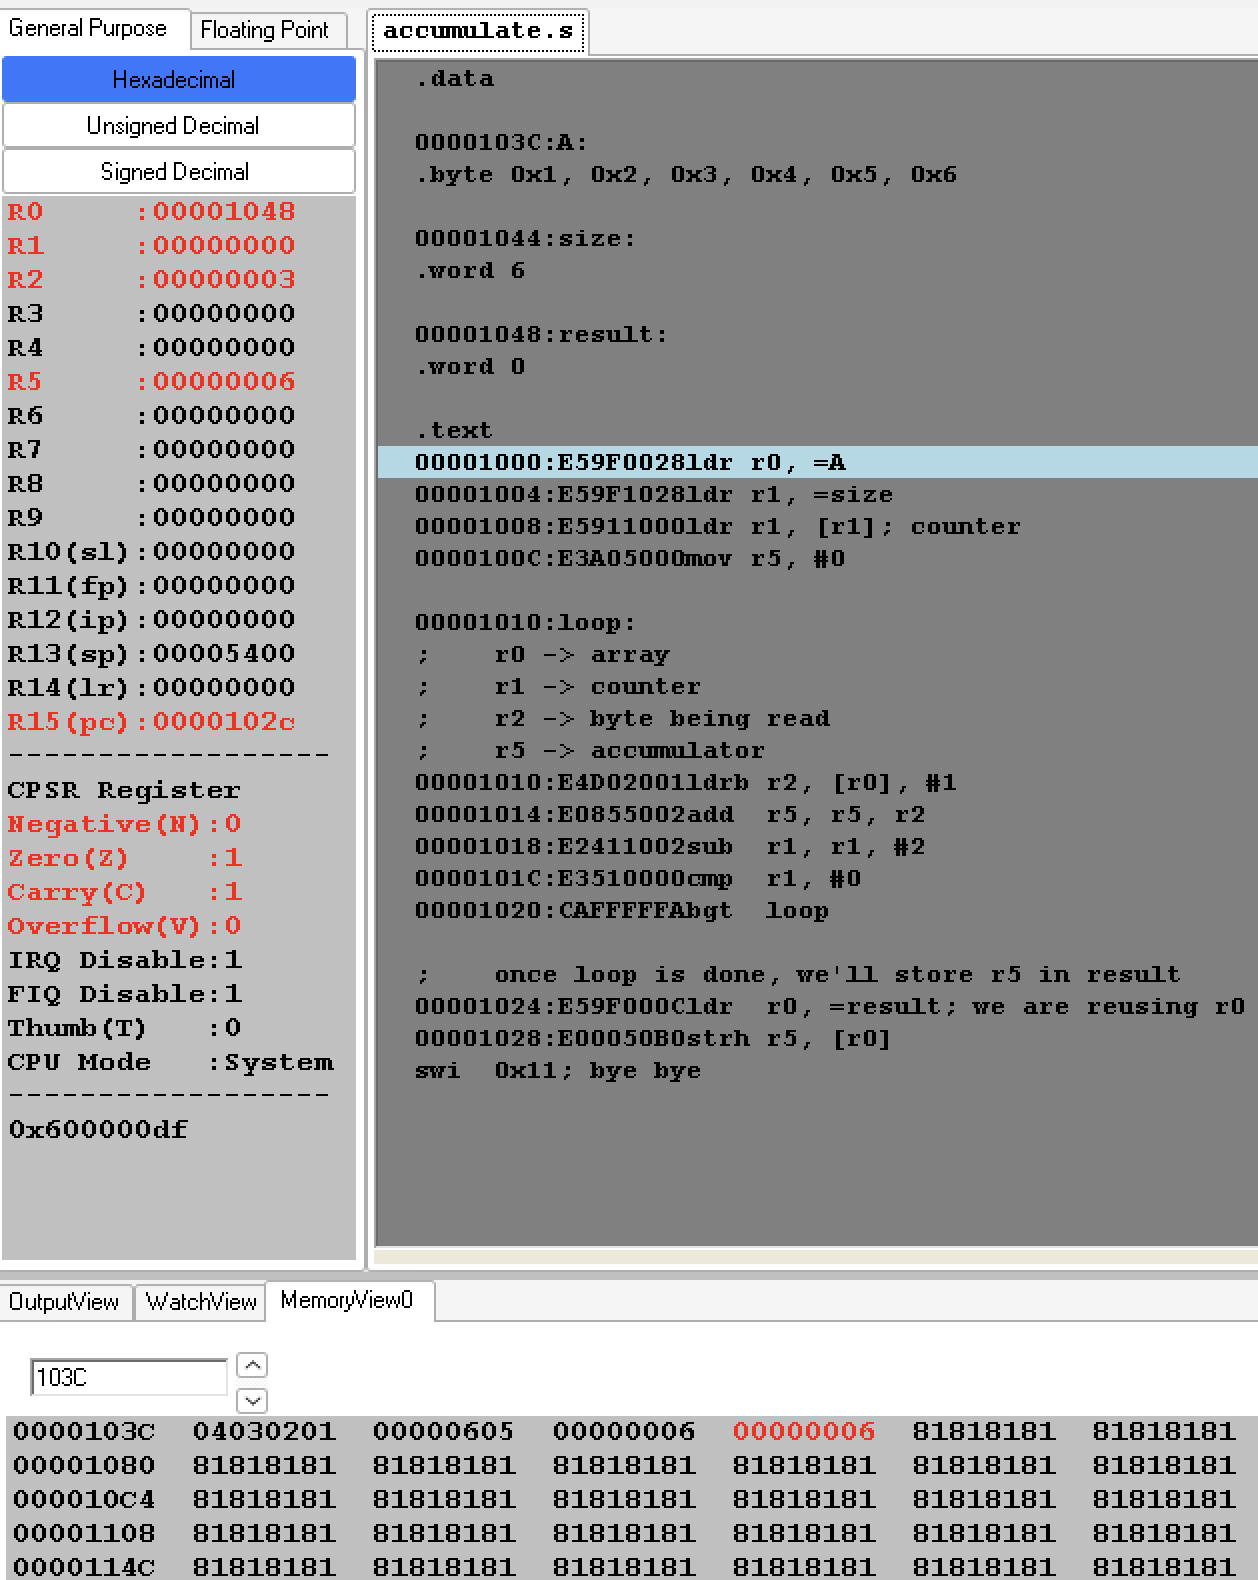 General Purpose
Floating Point
Hexadecimal
Unsigned Decimal
Signed Decimal
R0 :00001048
R1 :00000000
R2 :00000003
R3 :00000000
R4 :00000000
R5 :00000006
R6 :00000000
R7 :00000000
R8 :00000000
R9 :00000000
R10(sl):00000000
R11(fp):00000000
R12(ip):00000000
R13(sp):00005400
R14(lr):00000000
R15(pc):0000102c
--------------------
CPSR Register
Negative(N):0
Zero(Z) :1
Carry(C) :1
Overflow(V):0
IRQ Disable:1
FIQ Disable:1
Thumb(T) :0
CPU Mode :System
--------------------
0x600000df
accumulate.s
.data
0000103C:A:
.byte 0x1, 0x2, 0x3, 0x4, 0x5, 0x6
00001044:size:
.word 6
00001048:result:
.word 0
.text
00001000:E59F0028ldr r0, =A
00001004:E59F1028ldr r1, =size
00001008:E5911000ldr r1, [r1]; counter
0000100C:E3A05000mov r5, #0
00001010:loop:
; r0 -> array
; r1 -> counter
; r2 -> byte being read
; r5 -> accumulator
00001010:E4D02001ldrb r2, [r0], #1
00001014:E0855002add r5, r5, r2
00001018:E2411002sub r1, r1, #2
0000101C:E3510000cmp r1, #0
00001020:CAFFFFFAbgt loop
; once loop is done, we'll store r5 in result
00001024:E59F000Cldr r0, =result; we are reusing r0
00001028:E00050B0strh r5, [r0]
swi 0x11; bye bye
OutputView
WatchView
MemoryView0
103C
0000103C 04030201 00000605 00000006 00000006 81818181 81818181
00001080 81818181 81818181 81818181 81818181 81818181 81818181
000010C4 81818181 81818181 81818181 81818181 81818181 81818181
00001108 81818181 81818181 81818181 81818181 81818181 81818181
0000114C 81818181 81818181 81818181 81818181 81818181 81818181